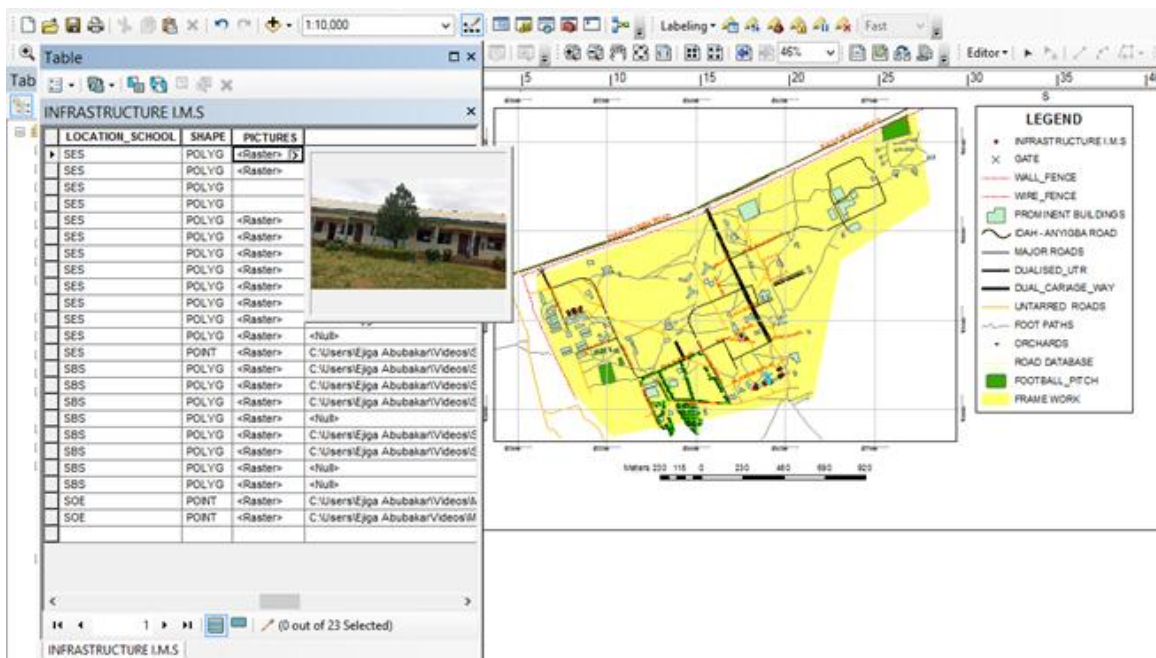 1:10,000
Labeling
Fast
Table
46%
Editor
Tab
5 10 15 20 25 30 35
INFRASTRUCTURE I.M.S
LOCATION_SCHOOL SHAPE PICTURES
SES POLYG <Raster>
SES POLYG <Raster>
SES POLYG
SES POLYG
SES POLYG <Raster>
SES POLYG <Raster>
SES POLYG <Raster>
SES POLYG <Raster>
SES POLYG <Raster>
SES POLYG <Raster>
SES POLYG <Raster>
SES POLYG <Raster> <Null>
SES POINT <Raster> C:\Users\Ejiga Abubakar\Videos\S
SBS POLYG <Raster> C:\Users\Ejiga Abubakar\Videos\S
SBS POLYG <Raster> C:\Users\Ejiga Abubakar\Videos\S
SBS POLYG <Raster> C:\Users\Ejiga Abubakar\Videos\S
SBS POLYG <Raster> <Null>
SBS POLYG <Raster> C:\Users\Ejiga Abubakar\Videos\S
SBS POLYG <Raster> C:\Users\Ejiga Abubakar\Videos\S
SBS POLYG <Raster> <Null>
SBS POLYG <Raster> <Null>
SOE POINT <Raster> C:\Users\Ejiga Abubakar\Videos\M
SOE POINT <Raster> C:\Users\Ejiga Abubakar\Videos\M
1
(0 out of 23 Selected)
INFRASTRUCTURE I.M.S
S
LEGEND
INFRASTRUCTURE I.M.S
GATE
WALL_FENCE
WIRE_FENCE
PROMINENT BUILDINGS
IDAH - ANYIGBA ROAD
MAJOR ROADS
DUALISED_UTR
DUAL_CARIAGE_WAY
UNTARRED ROADS
FOOT PATHS
ORCHARDS
ROAD DATABASE
FOOTBALL_PITCH
FRAME WORK
Meters 230 115 0 230 460 690 920